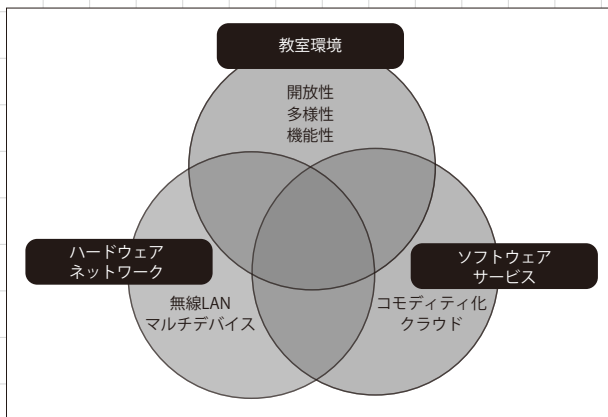 教室環境
開放性
多様性
機能性
ハードウェア
ネットワーク
無線LAN
マルチデバイス
ソフトウェア
サービス
コモディティ化
クラウド